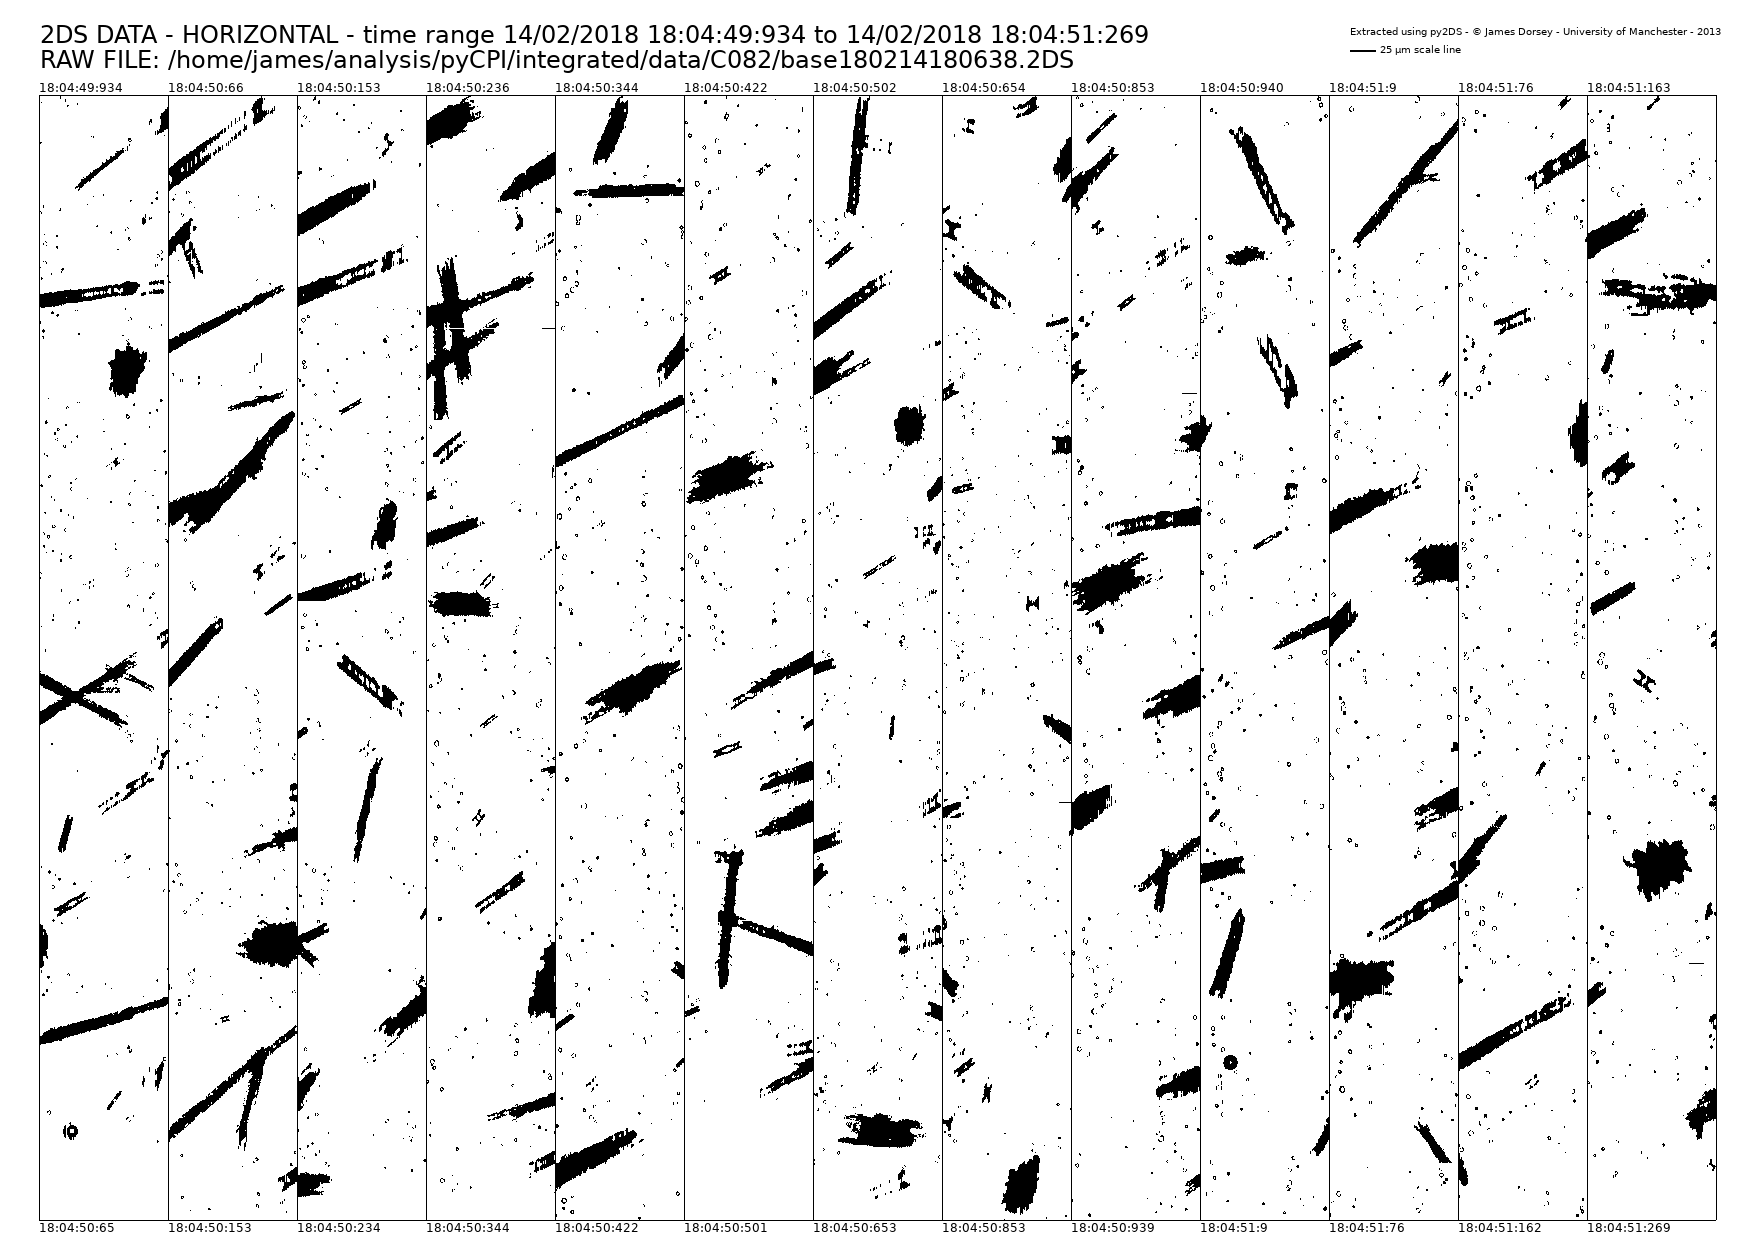 2DS DATA - HORIZONTAL - time range 14/02/2018 18:04:49:934 to 14/02/2018 18:04:51:269
RAW FILE: /home/james/analysis/pyCPI/integrated/data/C082/base180214180638.2DS
Extracted using py2DS - © James Dorsey - University of Manchester - 2013
25 µm scale line
18:04:49:934 18:04:50:66 18:04:50:153 18:04:50:236 18:04:50:344 18:04:50:422 18:04:50:502 18:04:50:654 18:04:50:853 18:04:50:940 18:04:51:9 18:04:51:76 18:04:51:163
18:04:50:65 18:04:50:153 18:04:50:234 18:04:50:344 18:04:50:422 18:04:50:501 18:04:50:653 18:04:50:853 18:04:50:939 18:04:51:9 18:04:51:76 18:04:51:162 18:04:51:269